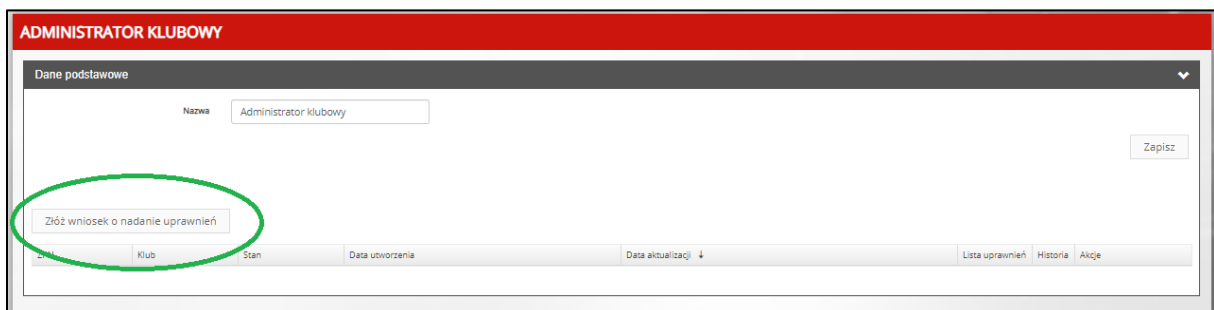 ADMINISTRATOR KLUBOWY
Dane podstawowe
Nazwa Administrator klubowy
Zapisz
Złóż wniosek o nadanie uprawnień
Klub Stan Data utworzenia Data aktualizacji ↓ Lista uprawnień Historia Akcje